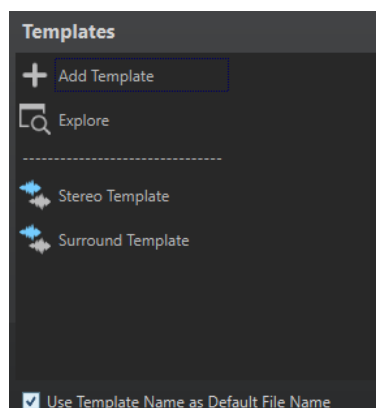 Templates
Add Template
Explore
--------------------------------
Stereo Template
Surround Template
Use Template Name as Default File Name